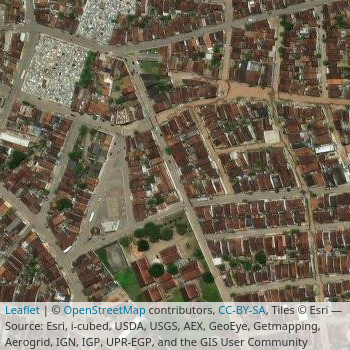 Leaflet | © OpenStreetMap contributors, CC-BY-SA, Tiles © Esri —
Source: Esri, i-cubed, USDA, USGS, AEX, GeoEye, Getmapping,
Aerogrid, IGN, IGP, UPR-EGP, and the GIS User Community